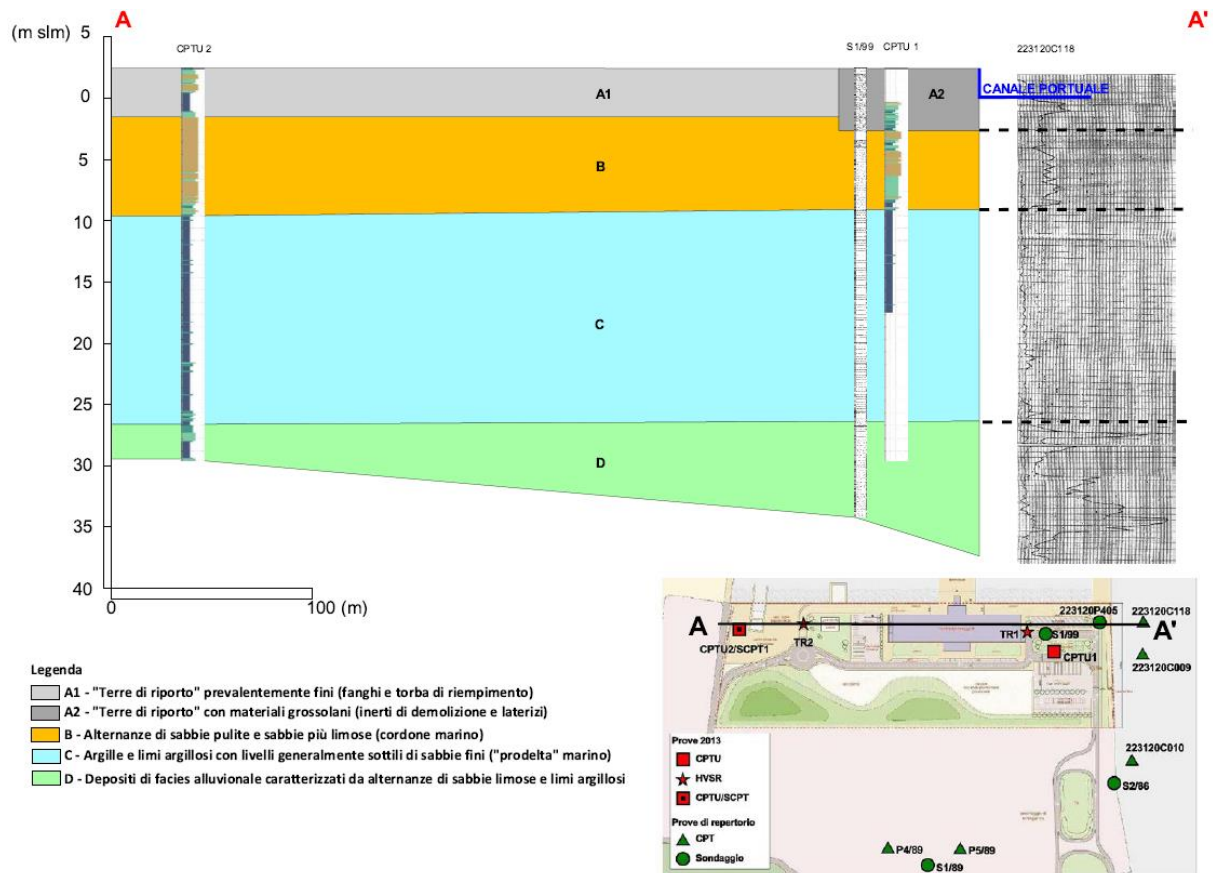 A
A'
(m slm)
5
CPTU 2
S1/99
CPTU 1
223120C118
0
A1
A2
CANALE PORTUALE
5
B
10
15
C
20
25
30
D
35
40
0
100 (m)
Legenda
A1 - "Terre di riporto" prevalentemente fini (fanghi e torba di riempimento)
A2 - "Terre di riporto" con materiali grossolani (inerti di demolizione e laterizi)
B - Alternanze di sabbie pulite e sabbie più limose (cordone marino)
C - Argille e limi argillosi con livelli generalmente sottili di sabbie fini ("prodelta" marino)
D - Depositi di facies alluvionale caratterizzati da alternanze di sabbie limose e limi argillosi
223120P405
223120C118
A
A'
TR2
TR1
S1/99
CPTU2/SCPT1
CPTU1
223120C009
223120C010
S2/86
Prove 2013
CPTU
HVSR
CPTU/SCPT
Prove di repertorio
CPT
Sondaggio
P4/89
P5/89
S1/89